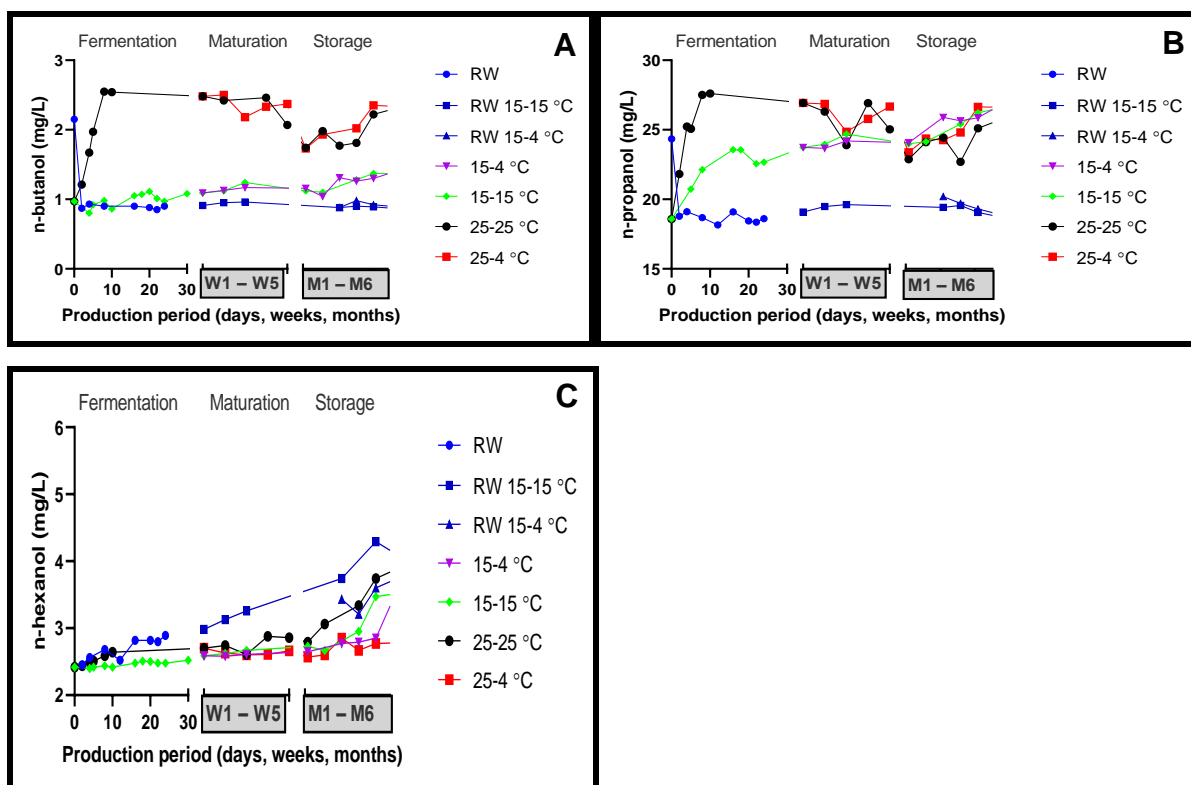 Fermentation Maturation Storage
A
3
2
1
0
n-butanol (mg/L)
0 10 20 30
W1 – W5
M1 – M6
Production period (days, weeks, months)
RW
RW 15-15 °C
RW 15-4 °C
15-4 °C
15-15 °C
25-25 °C
25-4 °C
Fermentation Maturation Storage
B
30
25
20
15
n-propanol (mg/L)
0 10 20 30
W1 – W5
M1 – M6
Production period (days, weeks, months)
RW
RW 15-15 °C
RW 15-4 °C
15-4 °C
15-15 °C
25-25 °C
25-4 °C
Fermentation Maturation Storage
C
6
5
4
3
2
n-hexanol (mg/L)
0 10 20 30
W1 – W5
M1 – M6
Production period (days, weeks, months)
RW
RW 15-15 °C
RW 15-4 °C
15-4 °C
15-15 °C
25-25 °C
25-4 °C